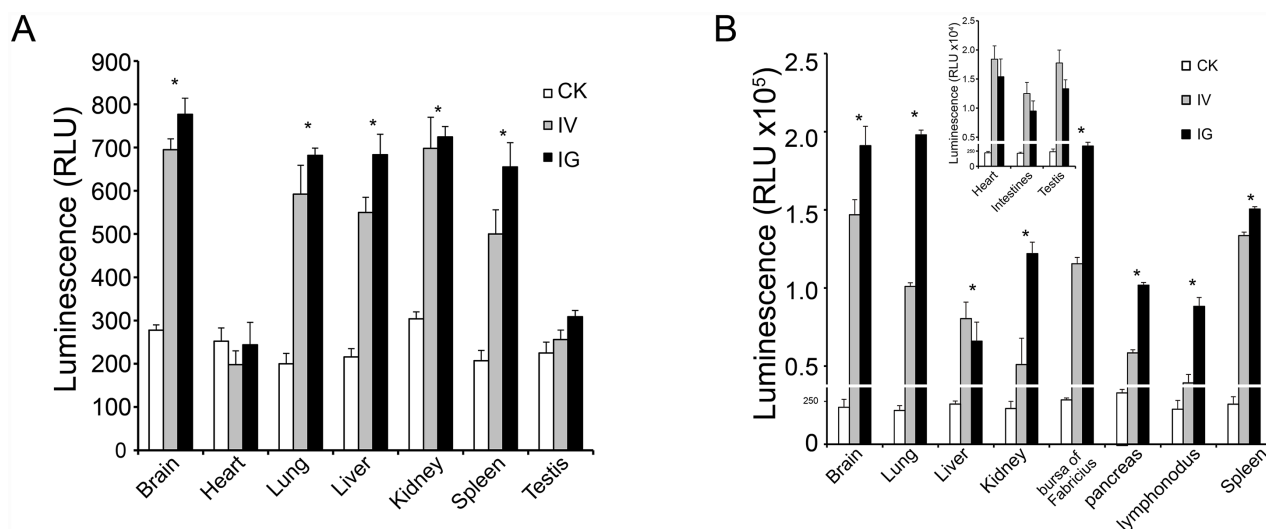 A
Luminescence (RLU)
900
800
700
600
500
400
300
200
100
0
*
*
*
*
*
CK
IV
IG
Brain
Heart
Lung
Liver
Kidney
Spleen
Testis
B
Luminescence (RLU x10⁵)
2.5
2.0
1.5
1.0
0.5
250
0
*
*
*
*
*
*
*
*
Luminescence (RLU x10⁴)
2.5
2.0
1.5
1.0
0.5
250
0
Heart
Intestines
Testis
CK
IV
IG
Brain
Lung
Liver
Kidney
bursa of
Fabricius
pancreas
lymphonodus
Spleen